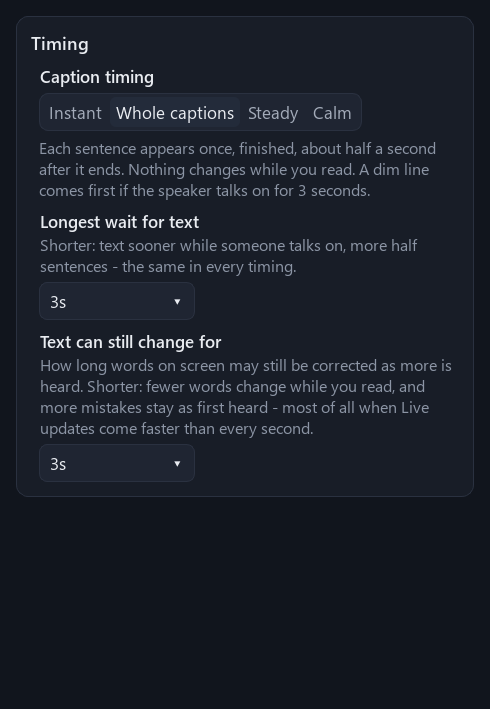 Timing
Caption timing
Instant Whole captions Steady Calm
Each sentence appears once, finished, about half a second
after it ends. Nothing changes while you read. A dim line
comes first if the speaker talks on for 3 seconds.
Longest wait for text
Shorter: text sooner while someone talks on, more half
sentences - the same in every timing.
3s
Text can still change for
How long words on screen may still be corrected as more is
heard. Shorter: fewer words change while you read, and
more mistakes stay as first heard - most of all when Live
updates come faster than every second.
3s